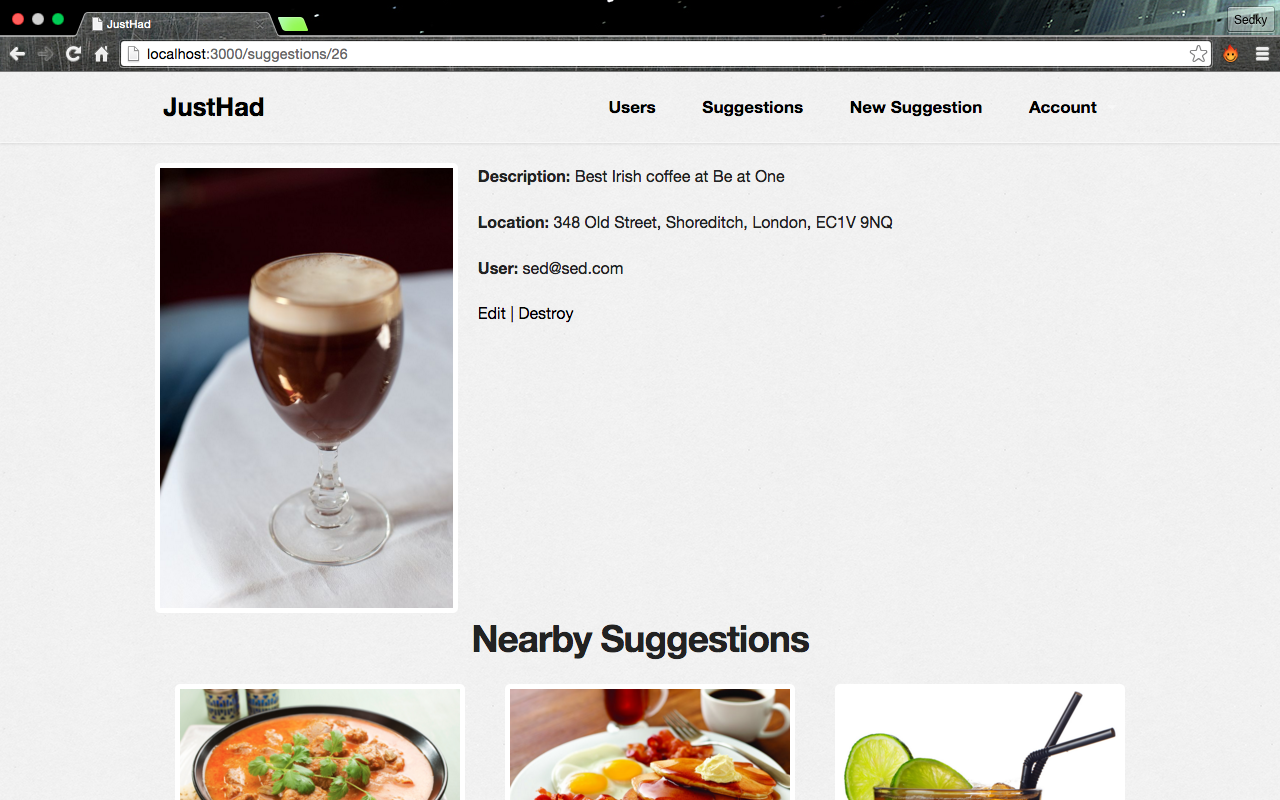 JustHad
Sedky
localhost:3000/suggestions/26
JustHad
Users
Suggestions
New Suggestion
Account
Description: Best Irish coffee at Be at One
Location: 348 Old Street, Shoreditch, London, EC1V 9NQ
User: sed@sed.com
Edit | Destroy
Nearby Suggestions